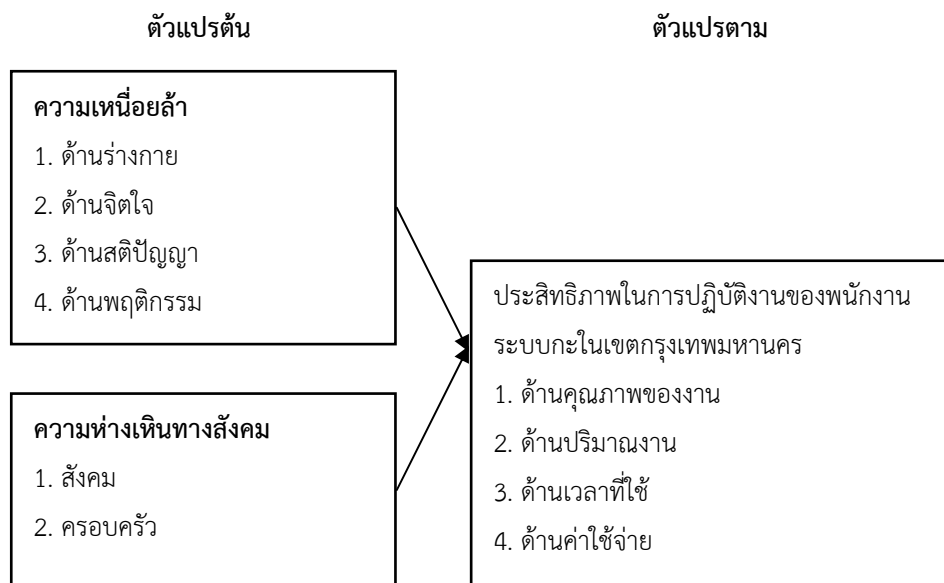 ตัวแปรต้น
ตัวแปรตาม
ความเหนื่อยล้า
1. ด้านร่างกาย
2. ด้านจิตใจ
3. ด้านสติปัญญา
4. ด้านพฤติกรรม
ความห่างเหินทางสังคม
1. สังคม
2. ครอบครัว
ประสิทธิภาพในการปฏิบัติงานของพนักงาน
ระบบกะในเขตกรุงเทพมหานคร
1. ด้านคุณภาพของงาน
2. ด้านปริมาณงาน
3. ด้านเวลาที่ใช้
4. ด้านค่าใช้จ่าย